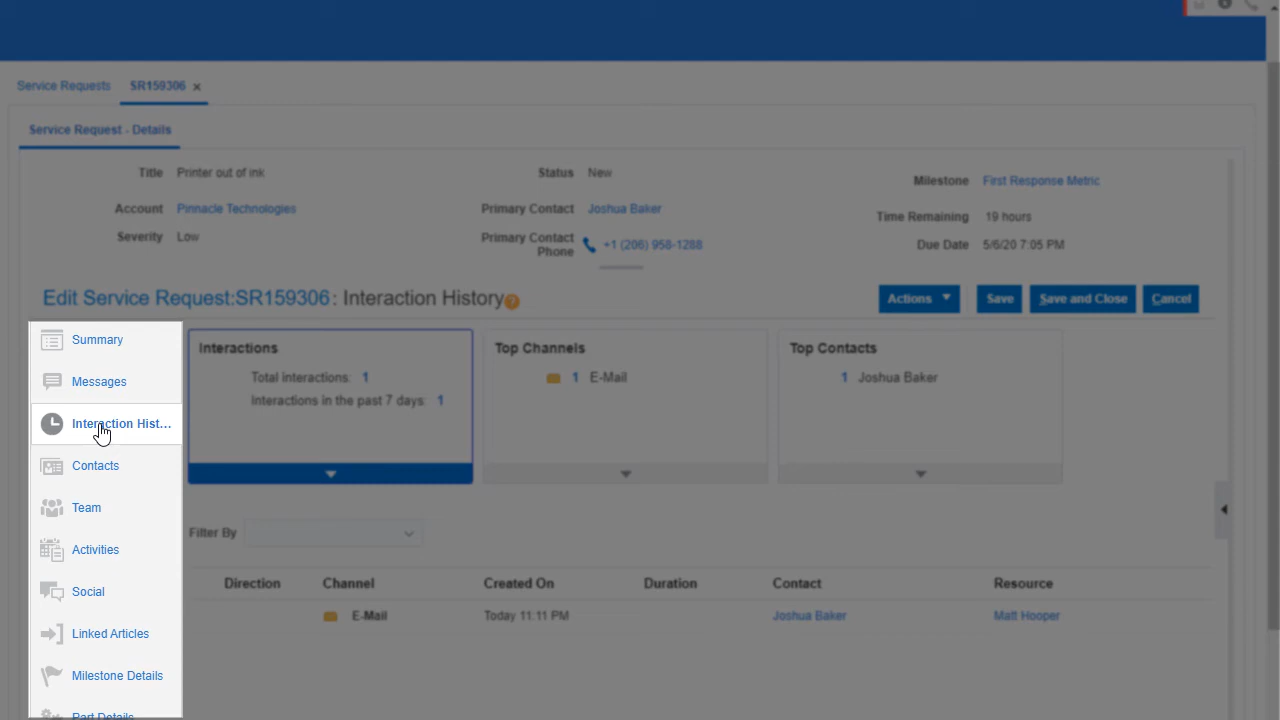 Service Requests
SR159306 ×
Service Request - Details
Title Printer out of ink
Status New
Milestone First Response Metric
Account Pinnacle Technologies
Primary Contact Joshua Baker
Time Remaining 19 hours
Severity Low
Primary Contact Phone +1 (206) 958-1288
Due Date 5/6/20 7:05 PM
Edit Service Request:SR159306: Interaction History
Actions
Save
Save and Close
Cancel
Summary
Messages
Interaction Hist...
Contacts
Team
Activities
Social
Linked Articles
Milestone Details
Part Details
Interactions
Total interactions: 1
Interactions in the past 7 days: 1
Top Channels
1 E-Mail
Top Contacts
1 Joshua Baker
Filter By
Direction Channel Created On Duration Contact Resource
E-Mail Today 11:11 PM Joshua Baker Matt Hooper